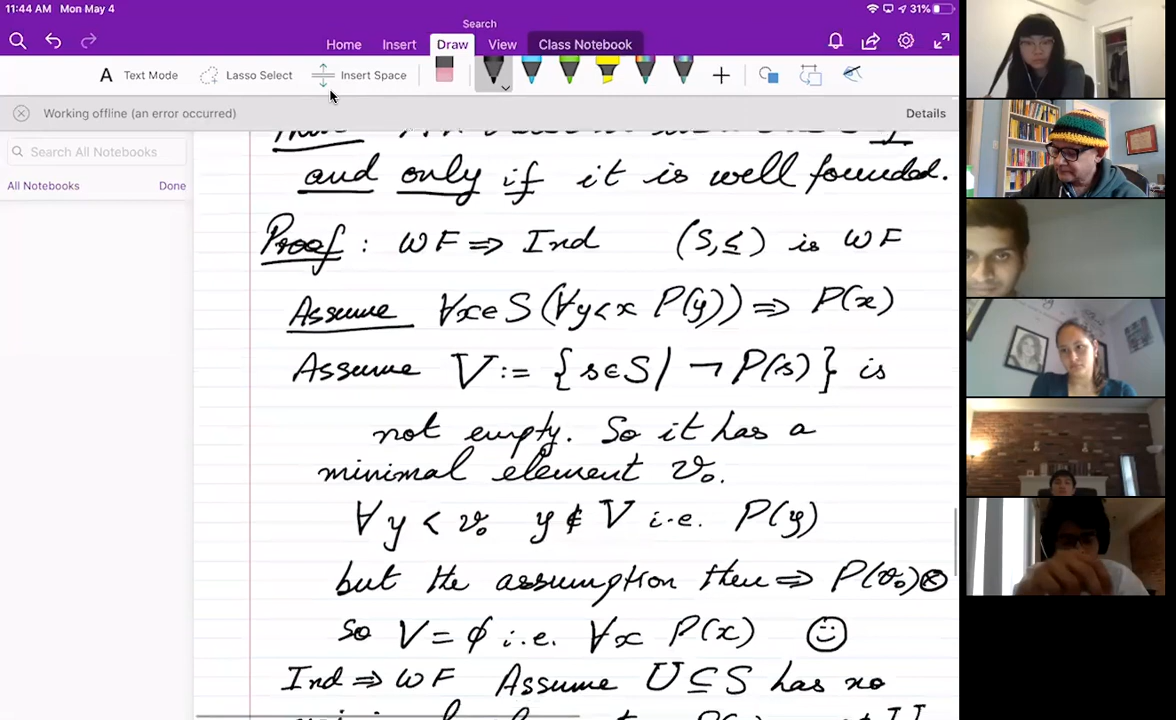 11:44 AM Mon May 4
31%
Search
Home Insert Draw View Class Notebook
Text Mode Lasso Select Insert Space
Working offline (an error occurred) Details
Search All Notebooks
All Notebooks Done
and only if it is well founded.
Proof: WF ⇒ Ind (S,≤) is WF
Assume ∀x∈S(∀y<x P(y)) ⇒ P(x)
Assume V := {s∈S | ¬P(s)} is
not empty. So it has a
minimal element v₀.
∀y < v₀ y∉V i.e. P(y)
but the assumption then ⇒ P(v₀)⊗
so V = ∅ i.e. ∀x P(x) ☺
Ind ⇒ WF Assume U⊆S has no